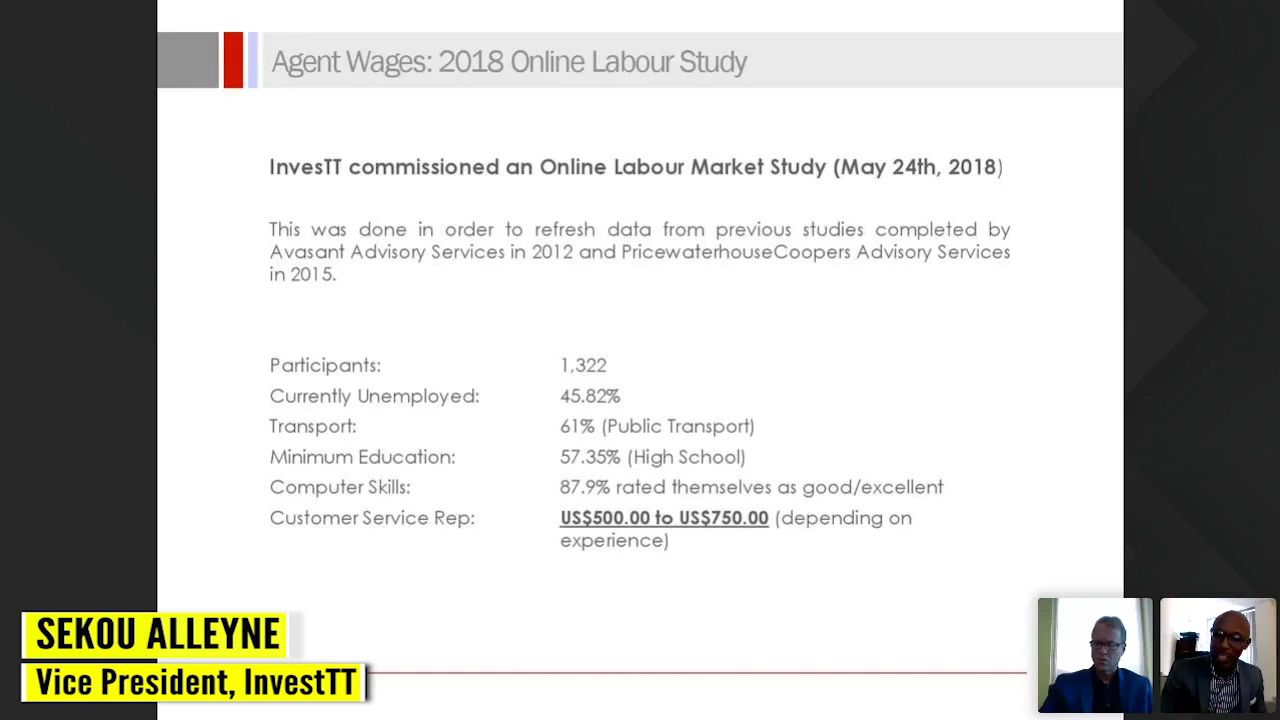 Agent Wages: 2018 Online Labour Study
InvesTT commissioned an Online Labour Market Study (May 24th, 2018)
This was done in order to refresh data from previous studies completed by
Avasant Advisory Services in 2012 and PricewaterhouseCoopers Advisory Services
in 2015.
Participants: 1,322
Currently Unemployed: 45.82%
Transport: 61% (Public Transport)
Minimum Education: 57.35% (High School)
Computer Skills: 87.9% rated themselves as good/excellent
Customer Service Rep: US$500.00 to US$750.00 (depending on
experience)
SEKOU ALLEYNE
Vice President, InvesTT